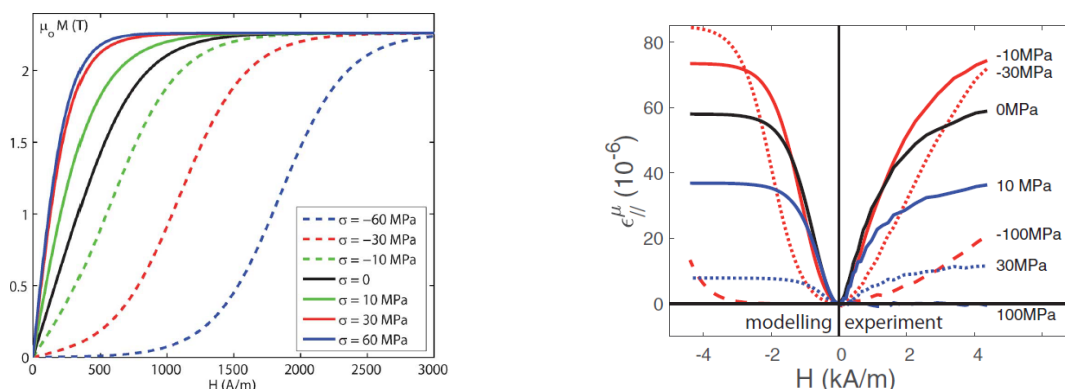 μ₀ M (T)
2
1.5
1
0.5
0
0 500 1000 1500 2000 2500 3000
H (A/m)
σ = −60 MPa
σ = −30 MPa
σ = −10 MPa
σ = 0
σ = 10 MPa
σ = 30 MPa
σ = 60 MPa
80
60
40
20
0
ϵ//^μ (10^-6)
-10MPa
-30MPa
0MPa
10 MPa
-100MPa
30MPa
100MPa
modelling experiment
-4 -2 0 2 4
H (kA/m)